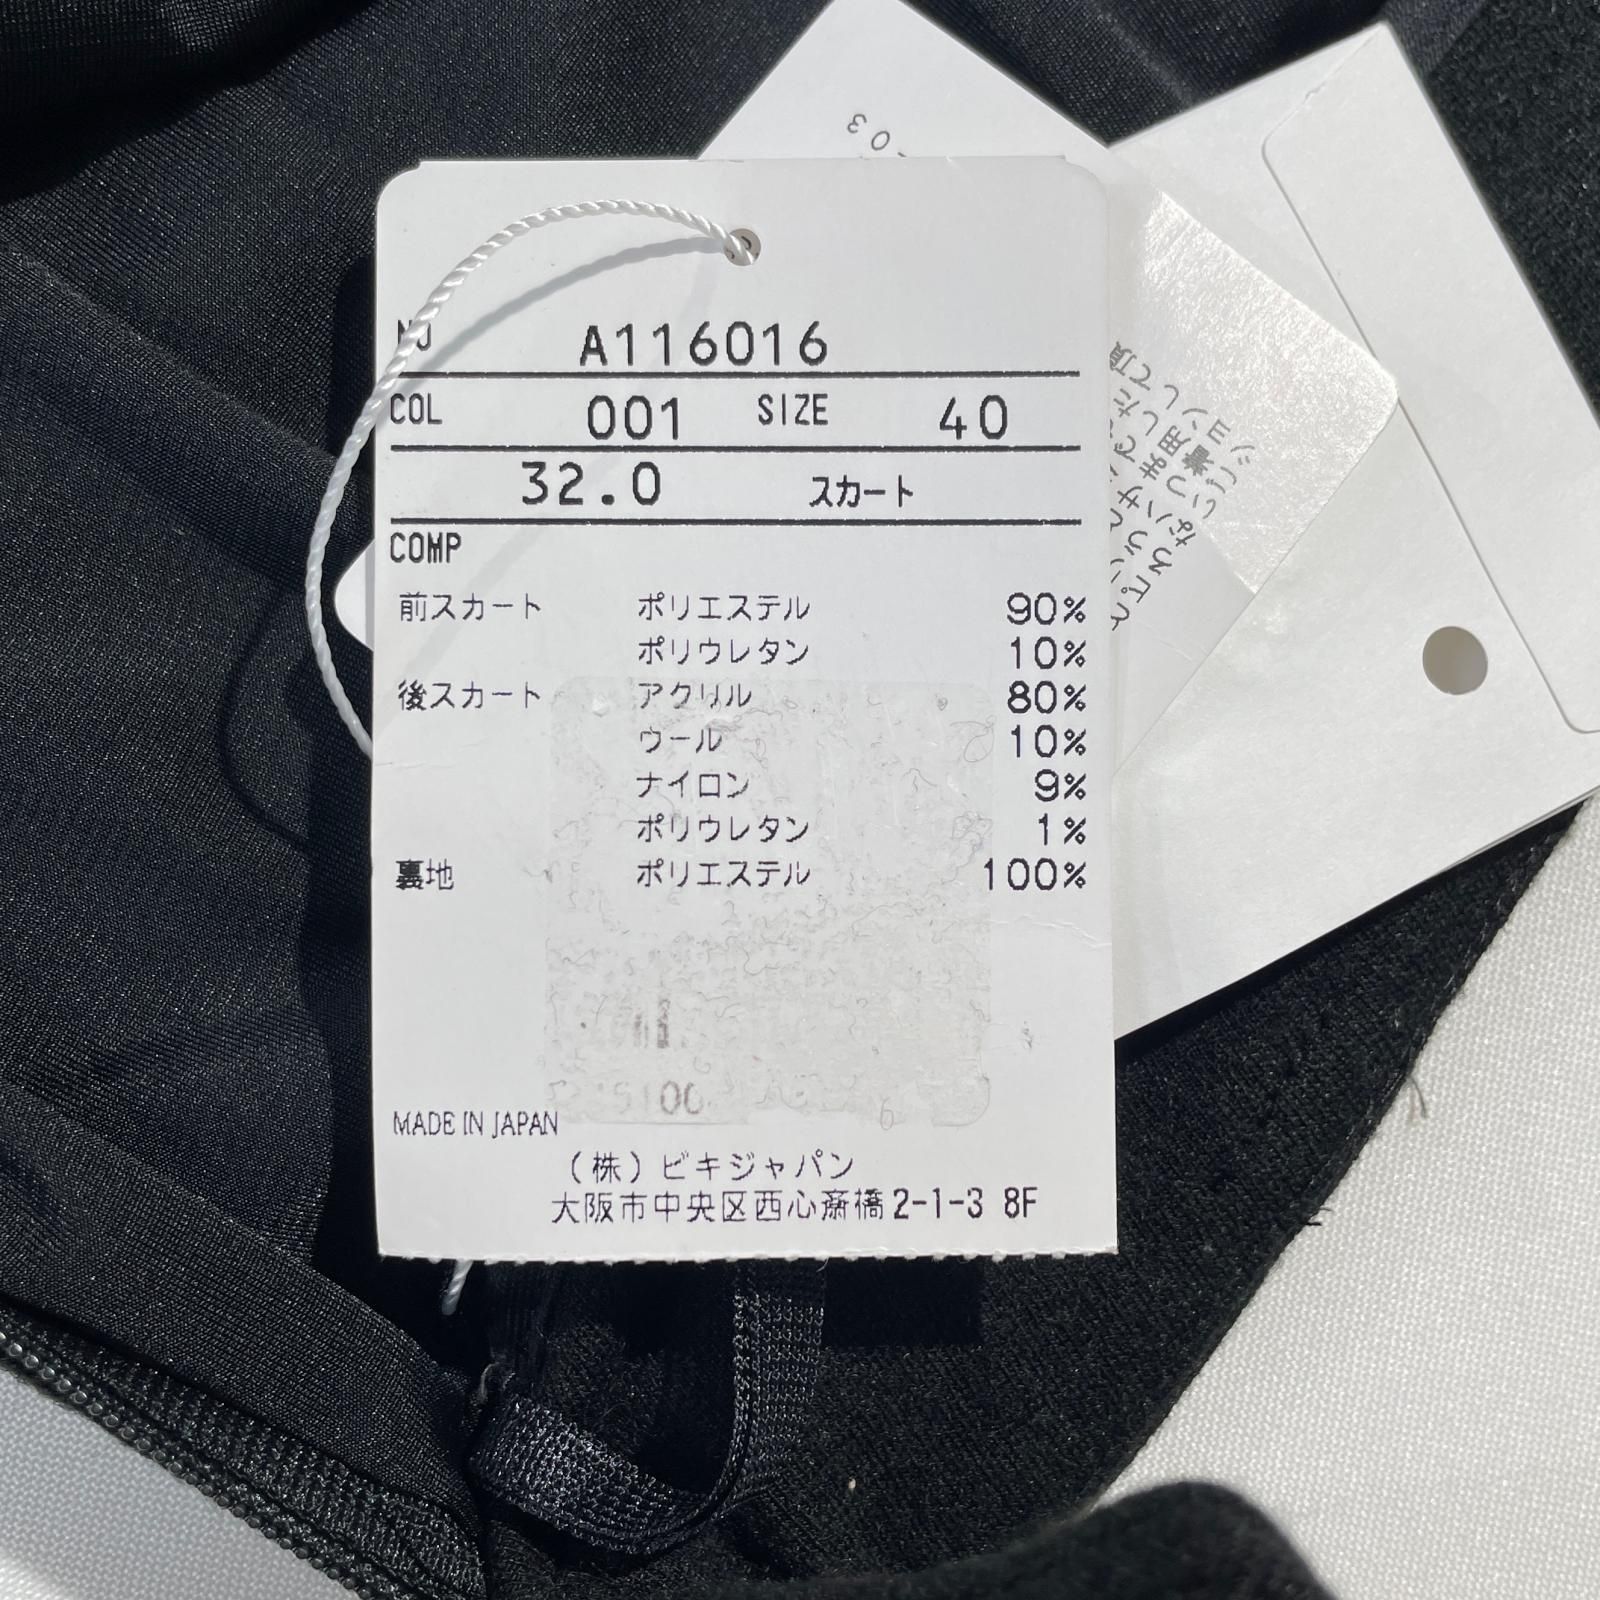 -03
NO A116016
COL 001 SIZE 40
32.0 スカート
COMP
前スカート ポリエステル 90%
ポリウレタン 10%
後スカート アクリル 80%
ウール 10%
ナイロン 9%
ポリウレタン 1%
裏地 ポリエステル 100%
5100
MADE IN JAPAN
(株)ビキジャパン
大阪市中央区西心斎橋2-1-3 8F